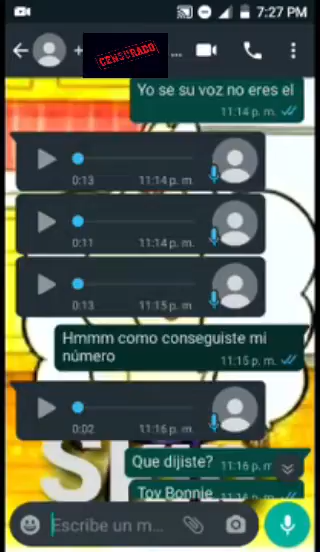 7:27 PM
+ CENSURADO ...
Yo se su voz no eres el
11:14 p. m.
0:13 11:14 p. m.
0:11 11:14 p. m.
0:13 11:15 p. m.
Hmmm como conseguiste mi
número
11:15 p. m.
0:02 11:16 p. m.
Que dijiste? 11:16 p. m
Toy Bonnie
Escribe un m...